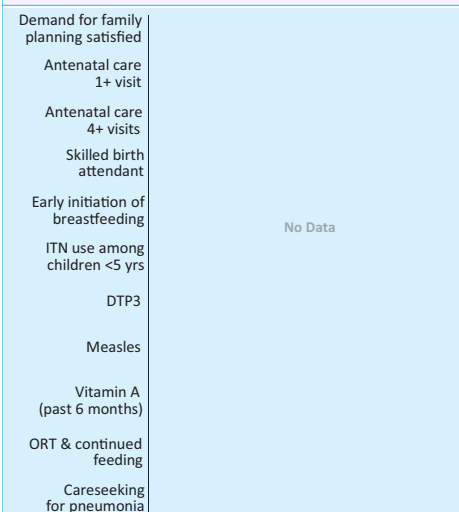 Demand for family
planning satisfied
Antenatal care
1+ visit
Antenatal care
4+ visits
Skilled birth
attendant
Early initiation of
breastfeeding
No Data
ITN use among
children <5 yrs
DTP3
Measles
Vitamin A
(past 6 months)
ORT & continued
feeding
Careseeking
for pneumonia